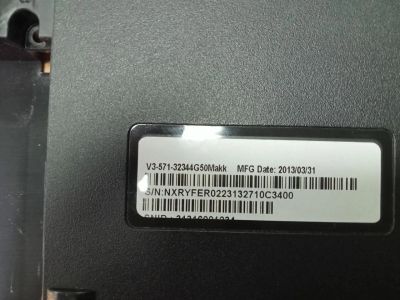 V3-571-32344G50Makk MFG Date: 2013/03/31
S/N:NXRYFER0223132710C3400